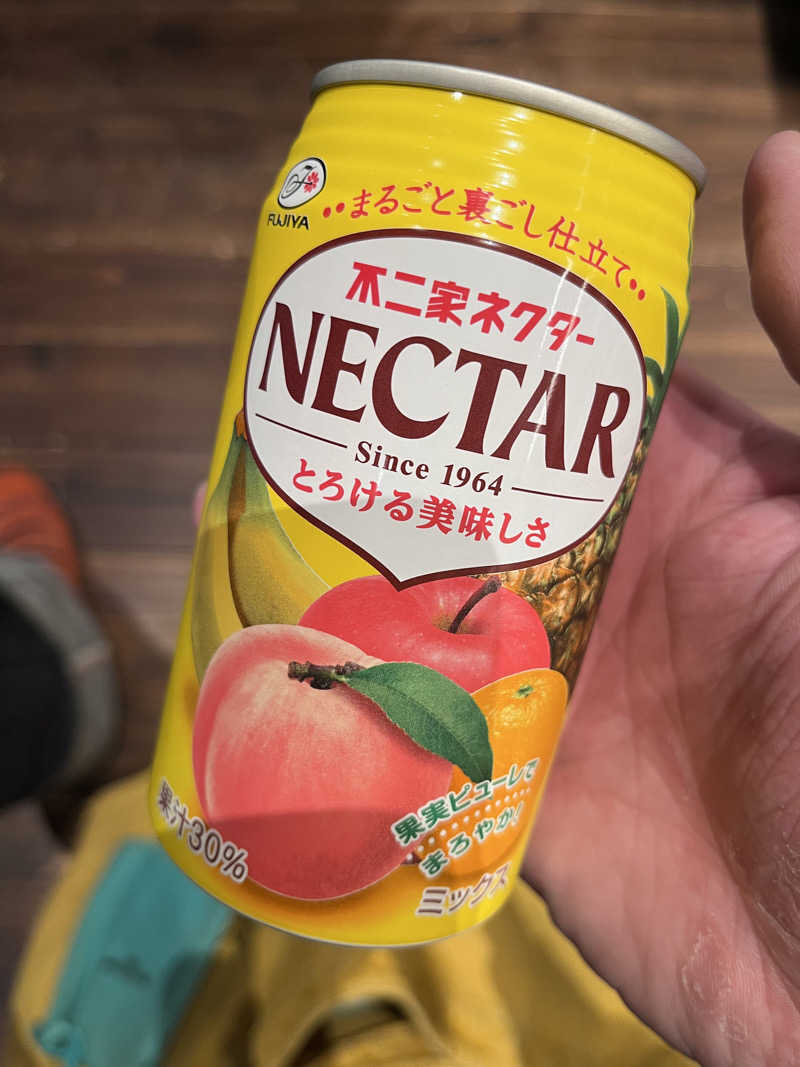 FUJIYA
まるごと裏ごし仕立て
不二家ネクター
NECTAR
Since 1964
とろける美味しさ
果実ピューレで
まろやか!
ミックス
果汁30%